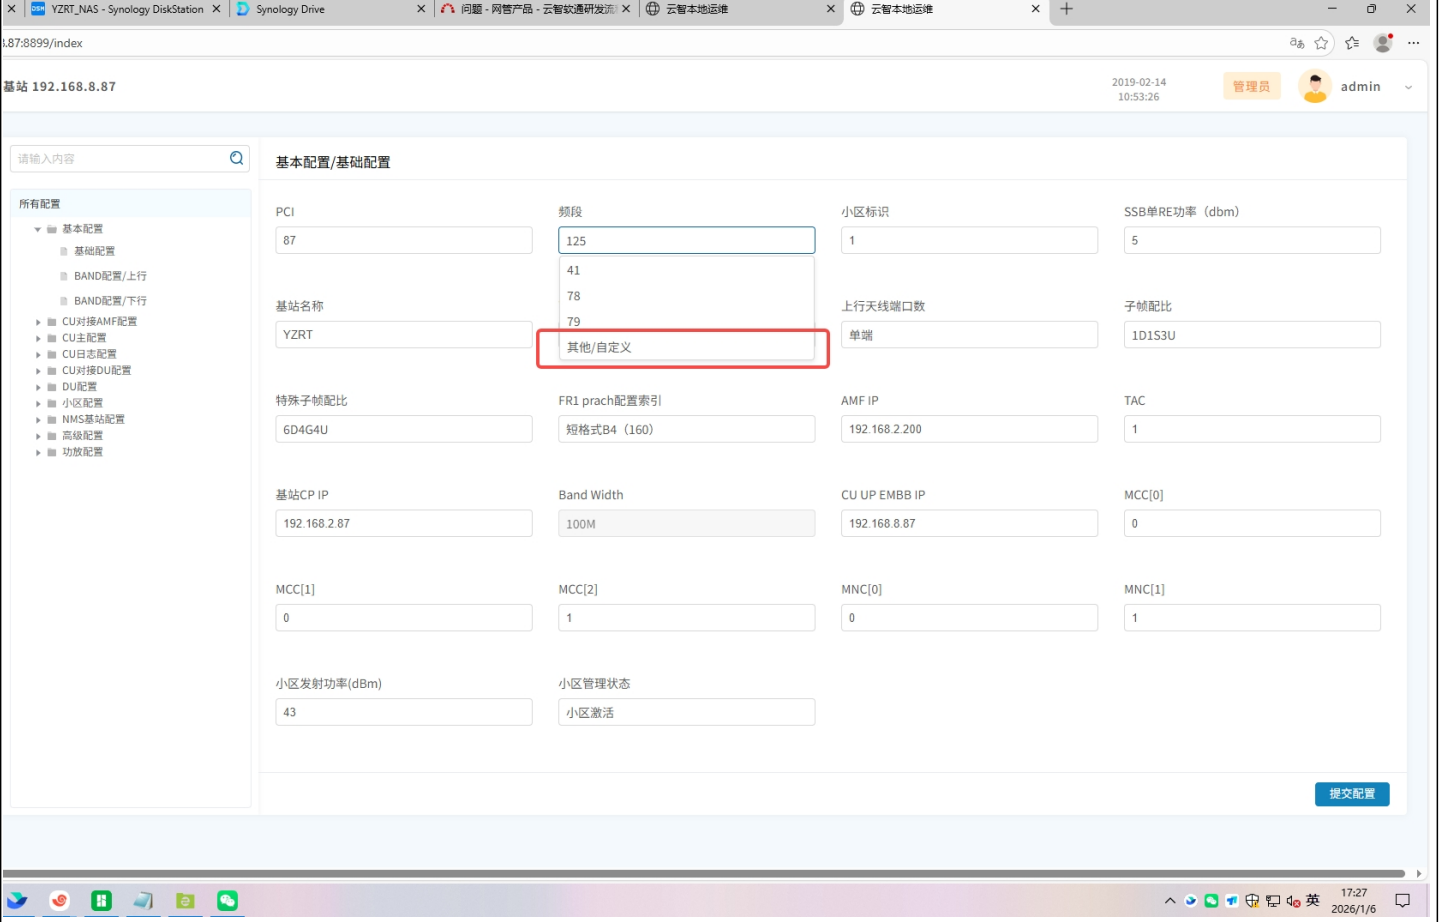 YZRT_NAS - Synology DiskStation
Synology Drive
问题 - 网管产品 - 云智软通研发流
云智本地运维
云智本地运维
.87:8899/index
基站 192.168.8.87
2019-02-14
10:53:26
管理员
admin
请输入内容
所有配置
基本配置
基础配置
BAND配置/上行
BAND配置/下行
CU对接AMF配置
CU主配置
CU日志配置
CU对接DU配置
DU配置
小区配置
NMS基站配置
高级配置
功放配置
基本配置/基础配置
PCI
87
频段
125
41
78
79
其他/自定义
小区标识
1
SSB单RE功率（dbm）
5
基站名称
YZRT
上行天线端口数
单端
子帧配比
1D1S3U
特殊子帧配比
6D4G4U
FR1 prach配置索引
短格式B4（160）
AMF IP
192.168.2.200
TAC
1
基站CP IP
192.168.2.87
Band Width
100M
CU UP EMBB IP
192.168.8.87
MCC[0]
0
MCC[1]
0
MCC[2]
1
MNC[0]
0
MNC[1]
1
小区发射功率(dBm)
43
小区管理状态
小区激活
提交配置
英
17:27
2026/1/6